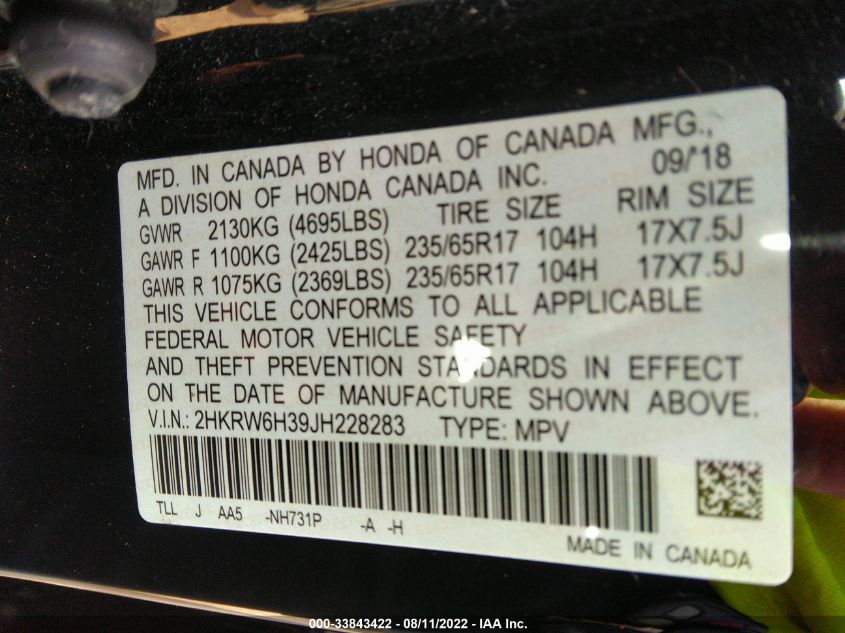 MFD. IN CANADA BY HONDA OF CANADA MFG.,
A DIVISION OF HONDA CANADA INC. 09/'18
TIRE SIZE RIM SIZE
GVWR 2130KG (4695LBS)
GAWR F 1100KG (2425LBS) 235/65R17 104H 17X7.5J
GAWR R 1075KG (2369LBS) 235/65R17 104H 17X7.5J
THIS VEHICLE CONFORMS TO ALL APPLICABLE
FEDERAL MOTOR VEHICLE SAFETY
AND THEFT PREVENTION STANDARDS IN EFFECT
ON THE DATE OF MANUFACTURE SHOWN ABOVE.
V.I.N.: 2HKRW6H39JH228283 TYPE: MPV
TLL J AA5 -NH731P -A -H
MADE IN CANADA
000-33843422 - 08/11/2022 - IAA Inc.